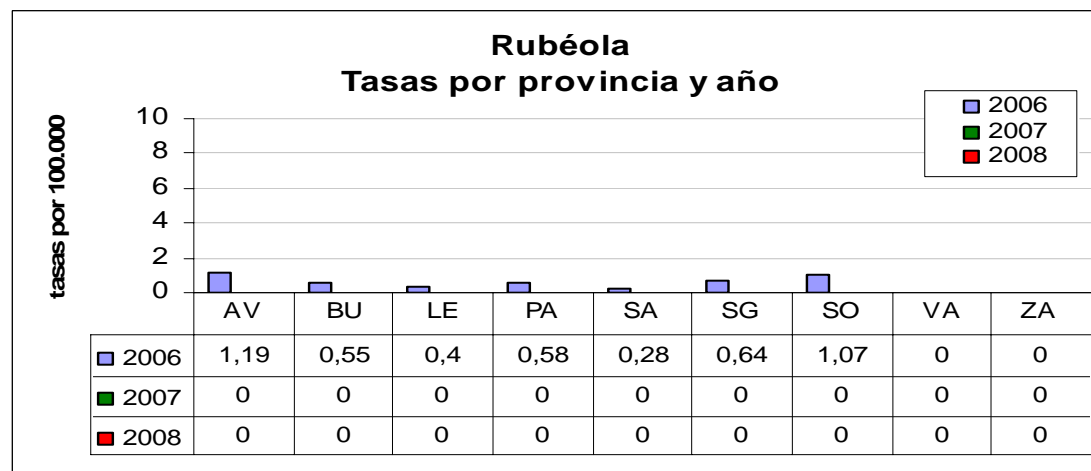 Rubéola
Tasas por provincia y año
2006
2007
2008
tasas por 100.000
10
8
6
4
2
0
AV BU LE PA SA SG SO VA ZA
2006 1,19 0,55 0,4 0,58 0,28 0,64 1,07 0 0
2007 0 0 0 0 0 0 0 0 0
2008 0 0 0 0 0 0 0 0 0